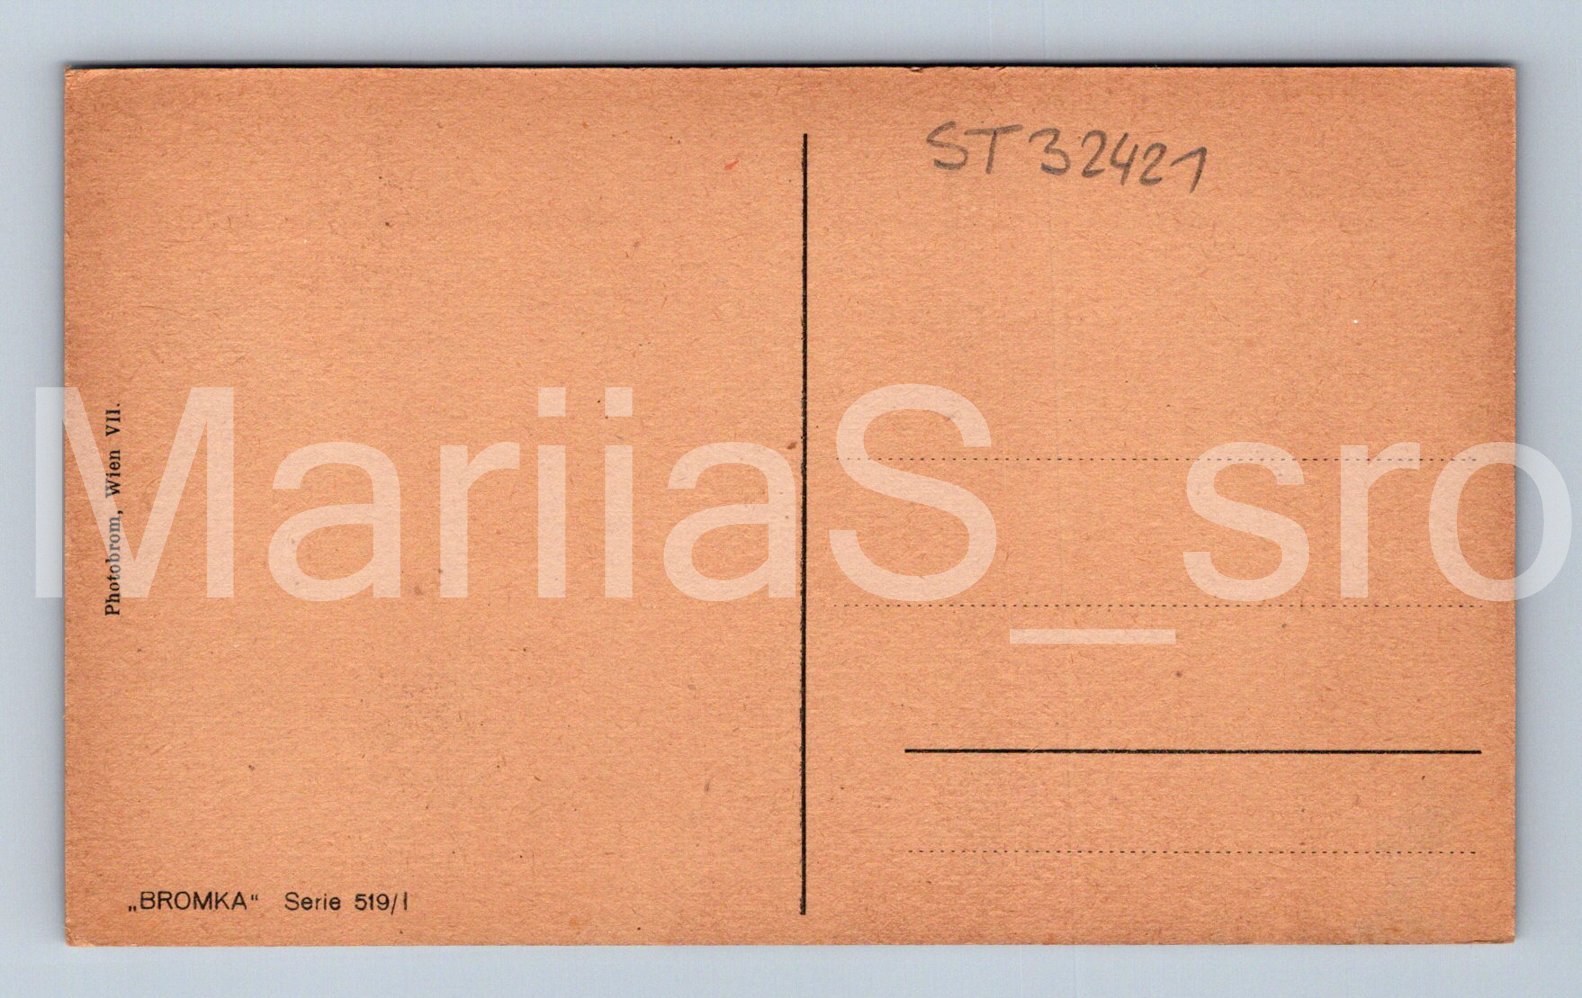 ST32421
Photobrom, Wien VII.
MariiaS_sro
„BROMKA“ Serie 519/I